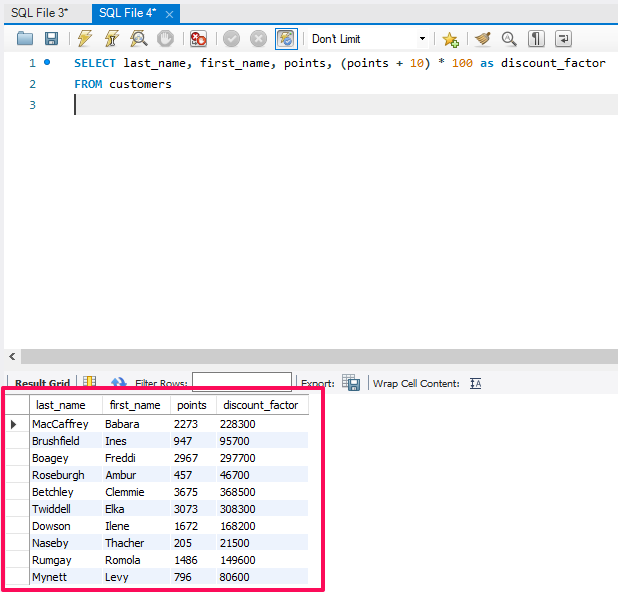 SQL File 3* SQL File 4*
Don't Limit
1 SELECT last_name, first_name, points, (points + 10) * 100 as discount_factor
2 FROM customers
3
Result Grid Filter Rows: Export: Wrap Cell Content:
last_name first_name points discount_factor
MacCaffrey Babara 2273 228300
Brushfield Ines 947 95700
Boagey Freddi 2967 297700
Roseburgh Ambur 457 46700
Betchley Clemmie 3675 368500
Twiddell Elka 3073 308300
Dowson Ilene 1672 168200
Naseby Thacher 205 21500
Rumgay Romola 1486 149600
Mynett Levy 796 80600